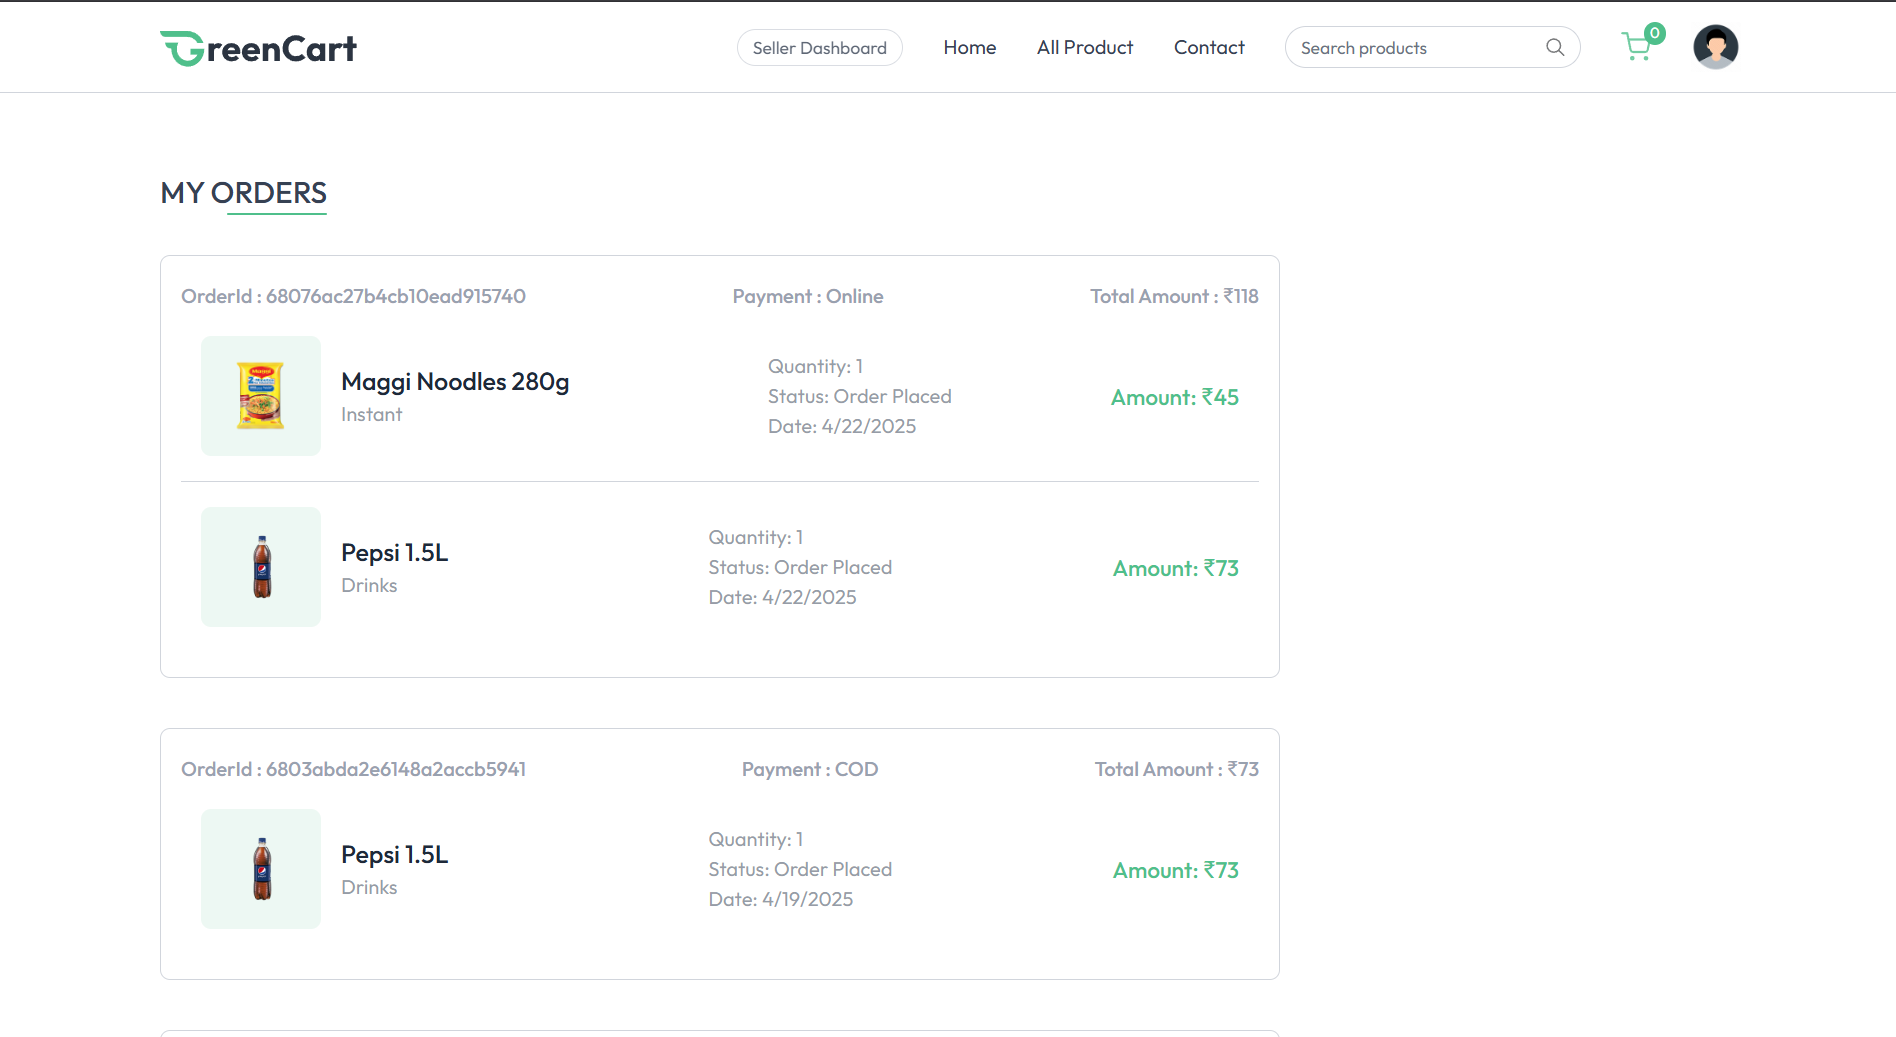 GreenCart
Seller Dashboard
Home
All Product
Contact
Search products
0
MY ORDERS
OrderId : 68076ac27b4cb10ead915740
Payment : Online
Total Amount : ₹118
Maggi Noodles 280g
Instant
Quantity: 1
Status: Order Placed
Date: 4/22/2025
Amount: ₹45
Pepsi 1.5L
Drinks
Quantity: 1
Status: Order Placed
Date: 4/22/2025
Amount: ₹73
OrderId : 6803abda2e6148a2accb5941
Payment : COD
Total Amount : ₹73
Pepsi 1.5L
Drinks
Quantity: 1
Status: Order Placed
Date: 4/19/2025
Amount: ₹73